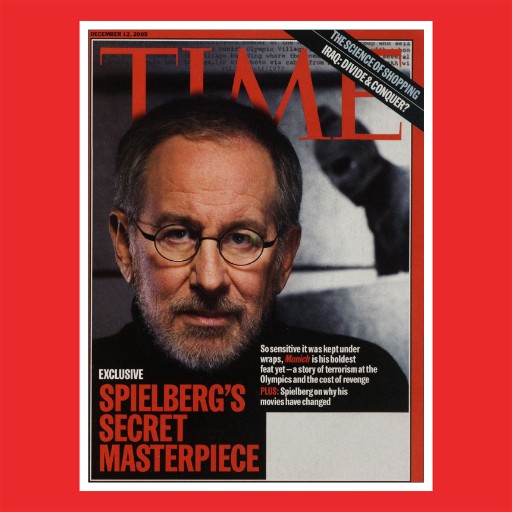 DECEMBER 12, 2005
TIME
THE SCIENCE OF SHOPPING
IRAQ: DIVIDE & CONQUER?
So sensitive it was kept under
wraps, Munich is his boldest
feat yet—a story of terrorism at the
Olympics and the cost of revenge
PLUS: Spielberg on why his
movies have changed
EXCLUSIVE
SPIELBERG'S
SECRET
MASTERPIECE